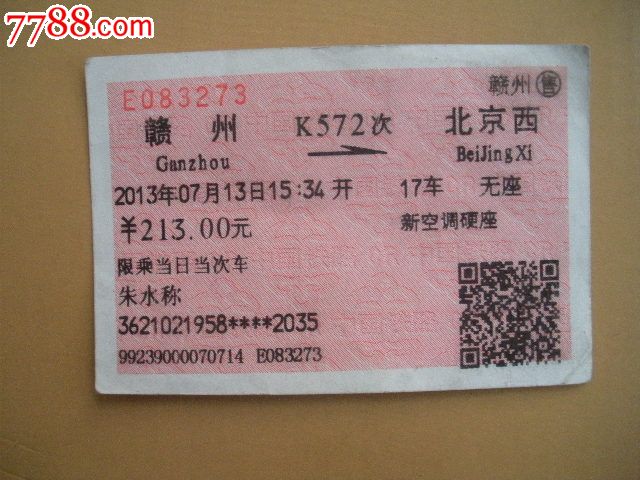 7788.com
E083273
赣州 售
赣州 K572次 北京西
Ganzhou BeiJingXi
2013年07月13日15:34开 17车 无座
¥213.00元 新空调硬座
限乘当日当次车
朱水称
3621021958****2035
99239000070714 E083273